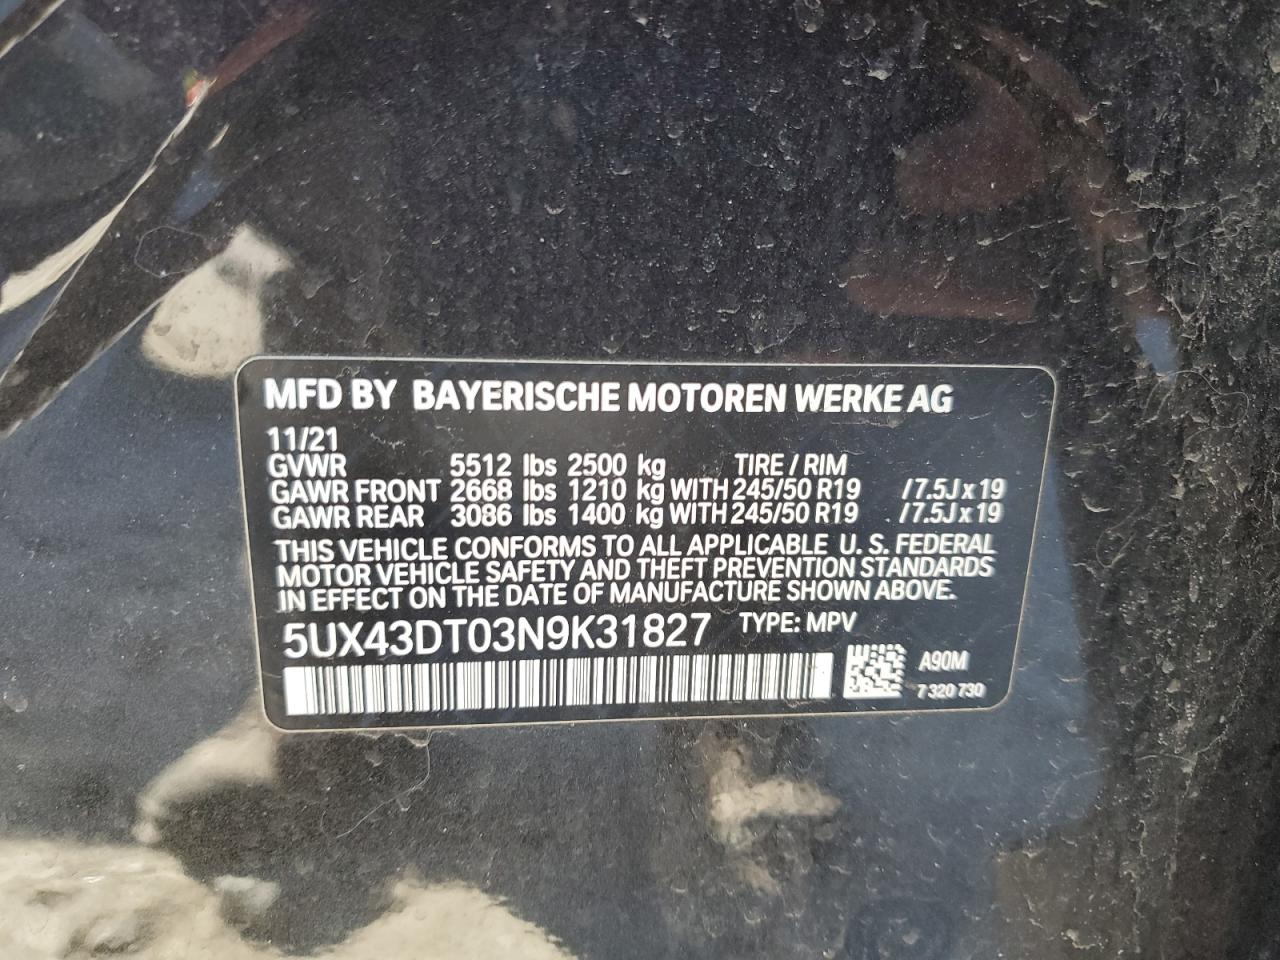 MFD BY BAYERISCHE MOTOREN WERKE AG
11/21
GVWR 5512 lbs 2500 kg TIRE / RIM
GAWR FRONT 2668 lbs 1210 kg WITH 245/50 R19 / 7.5J x 19
GAWR REAR 3086 lbs 1400 kg WITH 245/50 R19 / 7.5J x 19
THIS VEHICLE CONFORMS TO ALL APPLICABLE U. S. FEDERAL
MOTOR VEHICLE SAFETY AND THEFT PREVENTION STANDARDS
IN EFFECT ON THE DATE OF MANUFACTURE SHOWN ABOVE.
5UX43DT03N9K31827 TYPE: MPV
A90M
7 320 730